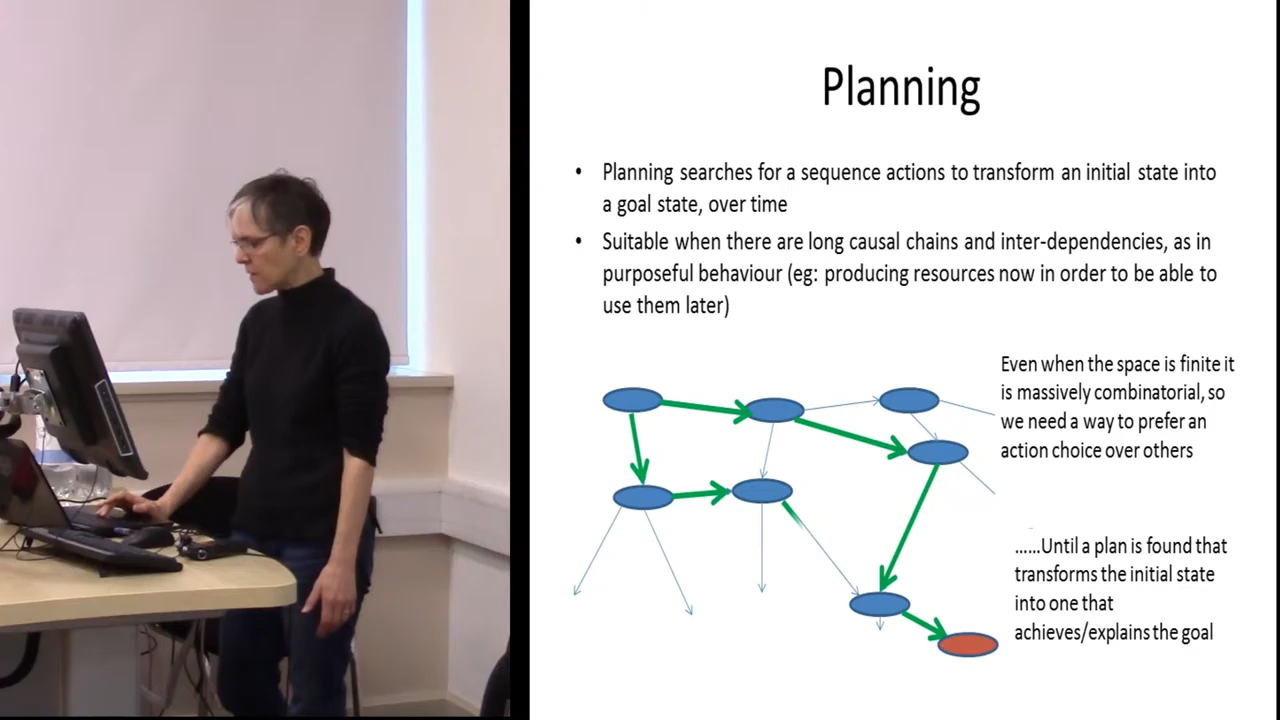 Planning
• Planning searches for a sequence actions to transform an initial state into
a goal state, over time
• Suitable when there are long causal chains and inter-dependencies, as in
purposeful behaviour (eg: producing resources now in order to be able to
use them later)
Even when the space is finite it
is massively combinatorial, so
we need a way to prefer an
action choice over others
......Until a plan is found that
transforms the initial state
into one that
achieves/explains the goal